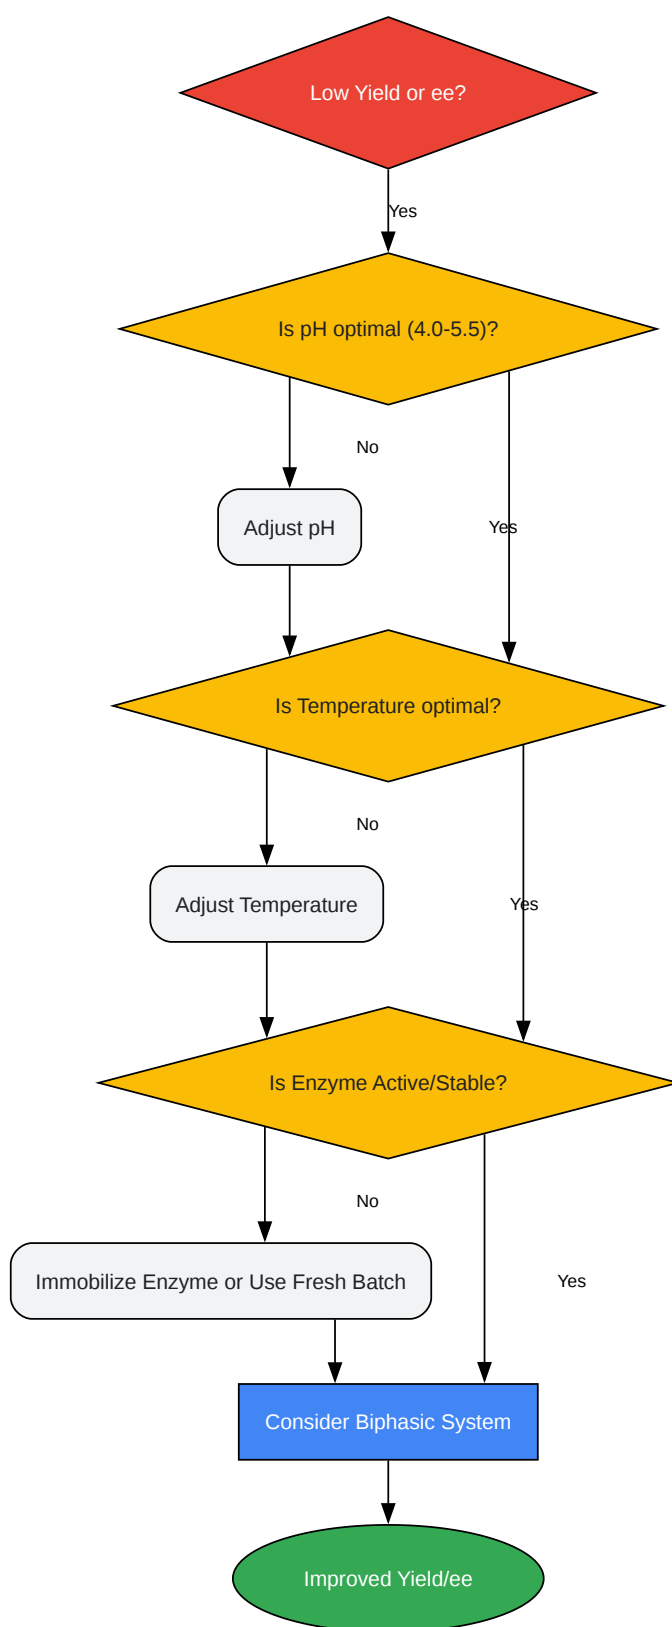 Low Yield or ee?
Yes
Is pH optimal (4.0-5.5)?
No
Adjust pH
Yes
Is Temperature optimal?
No
Adjust Temperature
Yes
Is Enzyme Active/Stable?
No
Immobilize Enzyme or Use Fresh Batch
Yes
Consider Biphasic System
Improved Yield/ee